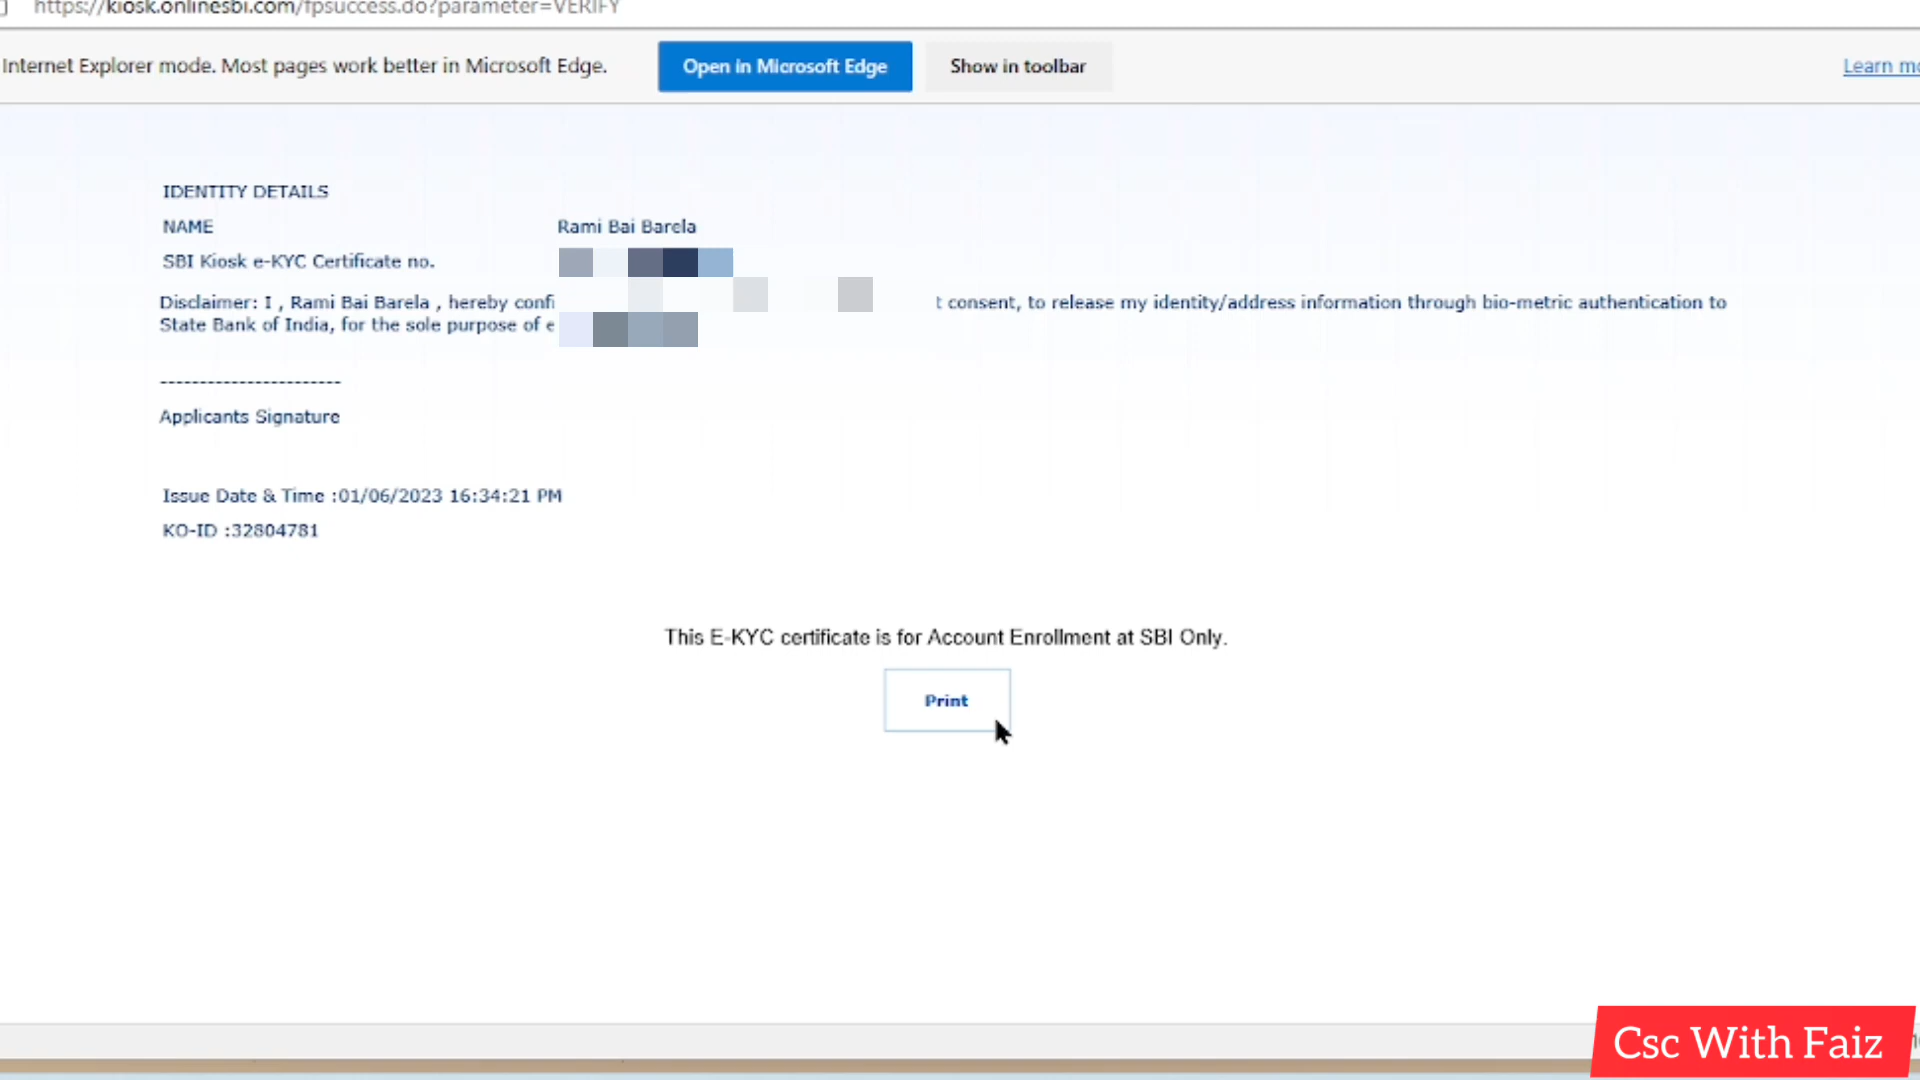 https://kiosk.onlinesbi.com/fpsuccess.do?parameter=VERIFY
Internet Explorer mode. Most pages work better in Microsoft Edge. Open in Microsoft Edge Show in toolbar Learn
IDENTITY DETAILS
NAME Rami Bai Barela
SBI Kiosk e-KYC Certificate no.
Disclaimer: I , Rami Bai Barela , hereby confi t consent, to release my identity/address information through bio-metric authentication to
State Bank of India, for the sole purpose of e
-----------------------
Applicants Signature
Issue Date & Time :01/06/2023 16:34:21 PM
KO-ID :32804781
This E-KYC certificate is for Account Enrollment at SBI Only.
Print
Csc With Faiz